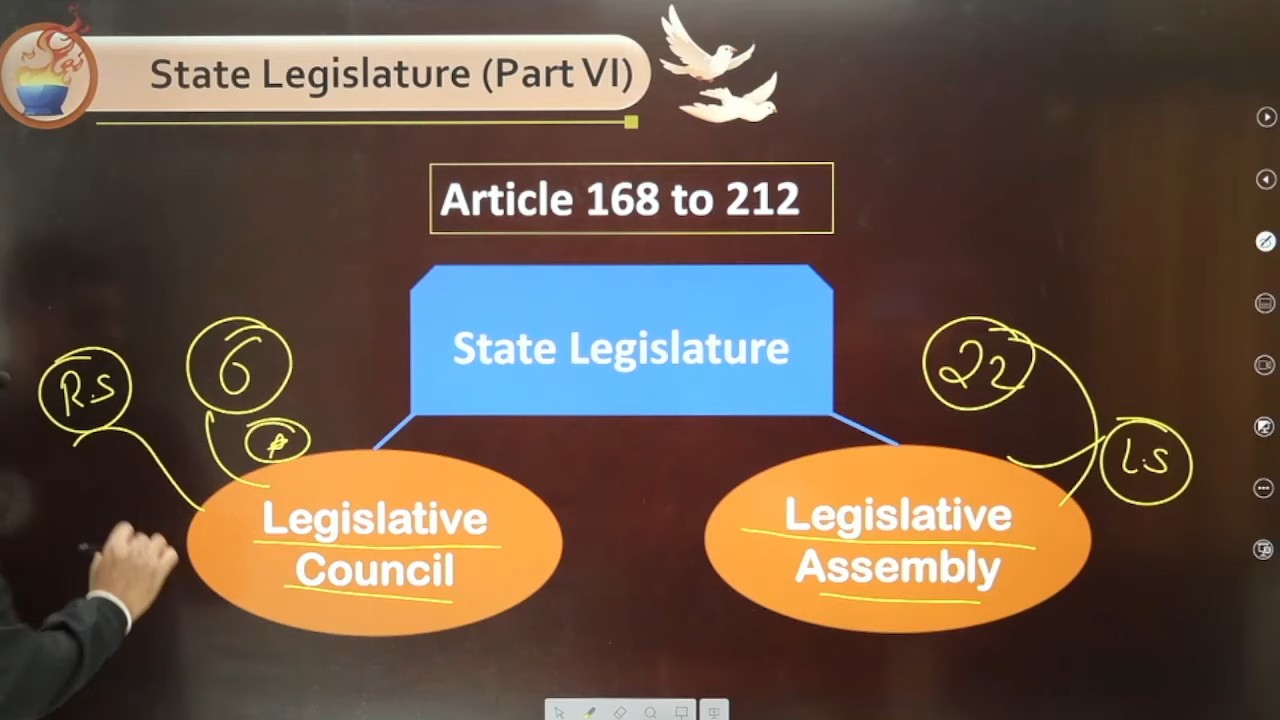 State Legislature (Part VI)
Article 168 to 212
State Legislature
R.S
6
22
L.S
Legislative
Council
Legislative
Assembly